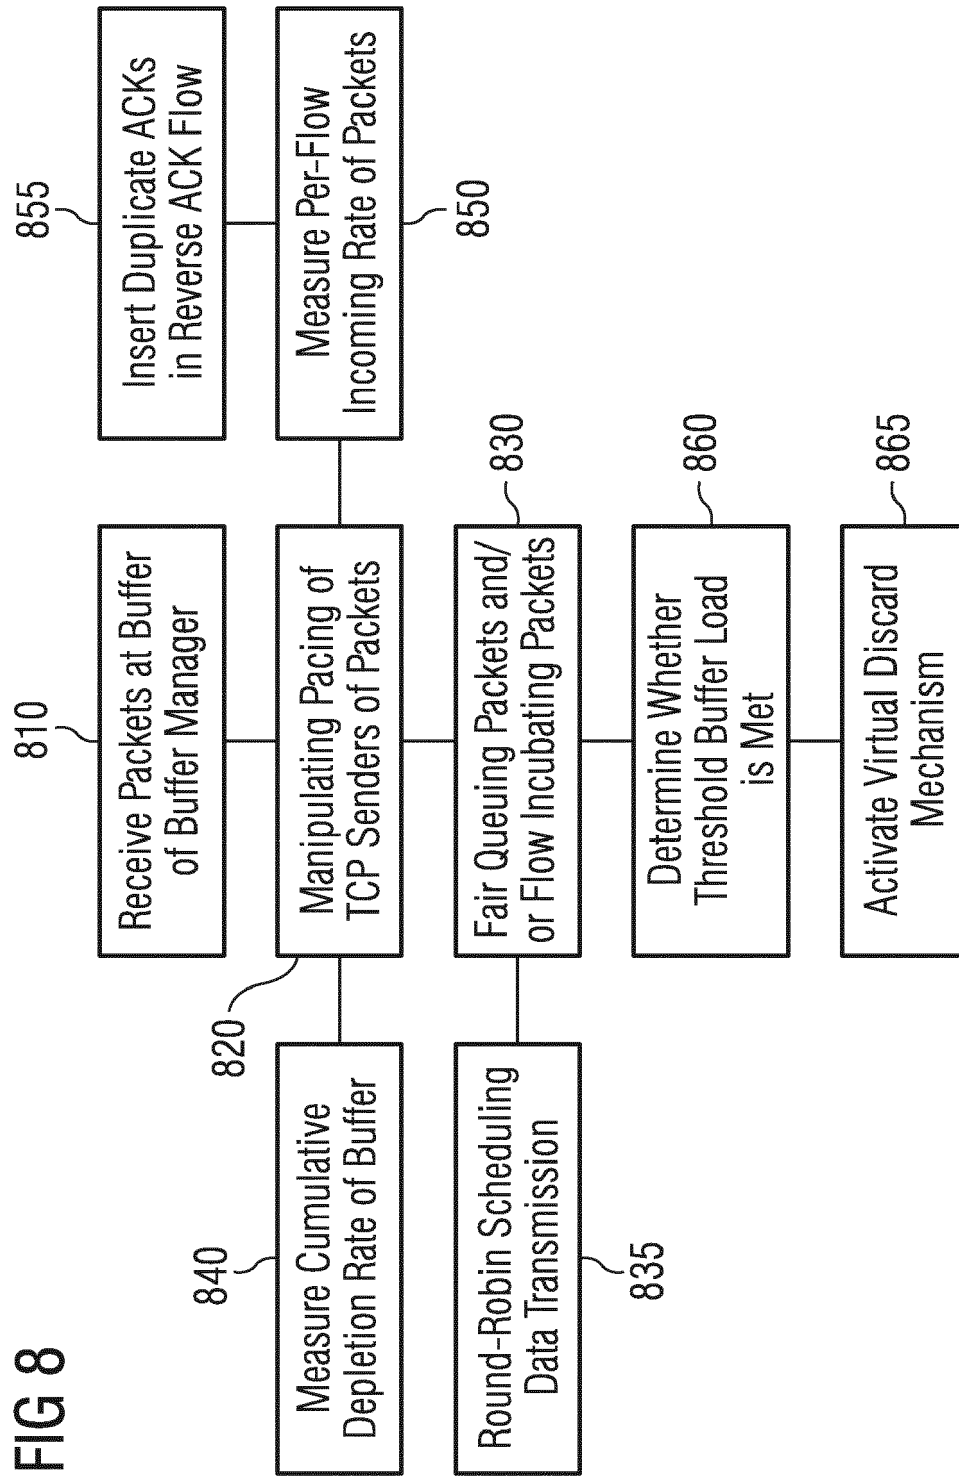 FIG 8
810
Receive Packets at Buffer
of Buffer Manager
855
Insert Duplicate ACKs
in Reverse ACK Flow
840
Measure Cumulative
Depletion Rate of Buffer
820
Manipulating Pacing of
TCP Senders of Packets
Measure Per-Flow
Incoming Rate of Packets
850
Round-Robin Scheduling
Data Transmission
835
830
Fair Queuing Packets and/
or Flow Incubating Packets
860
Determine Whether
Threshold Buffer Load
is Met
865
Activate Virtual Discard
Mechanism